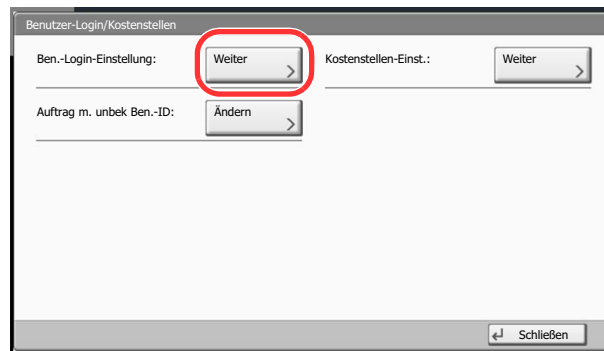 Benutzer-Login/Kostenstellen
Ben.-Login-Einstellung: Weiter Kostenstellen-Einst.: Weiter
Auftrag m. unbek Ben.-ID: Ändern
Schließen